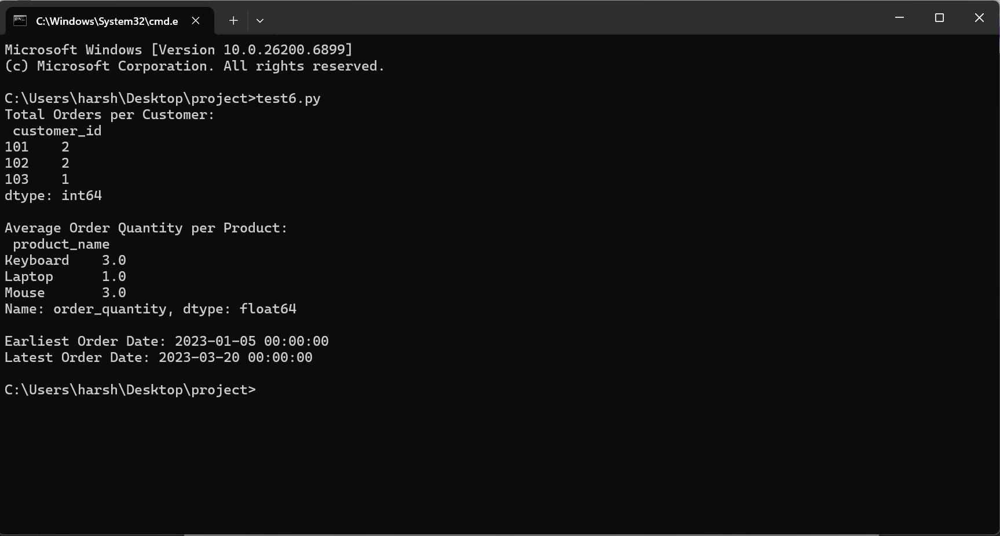 C:\Windows\System32\cmd.e
Microsoft Windows [Version 10.0.26200.6899]
(c) Microsoft Corporation. All rights reserved.
C:\Users\harsh\Desktop\project>test6.py
Total Orders per Customer:
 customer_id
101    2
102    2
103    1
dtype: int64
Average Order Quantity per Product:
 product_name
Keyboard    3.0
Laptop      1.0
Mouse       3.0
Name: order_quantity, dtype: float64
Earliest Order Date: 2023-01-05 00:00:00
Latest Order Date: 2023-03-20 00:00:00
C:\Users\harsh\Desktop\project>